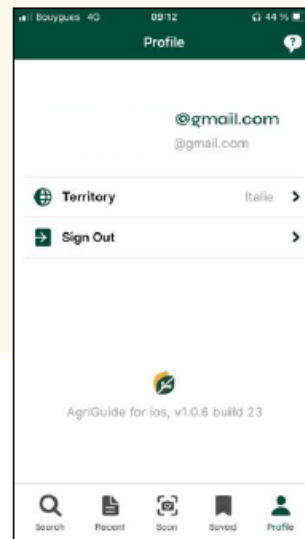 Bouygues 4G 09:12 44 %
Profile
?
@gmail.com
@gmail.com
Territory Italie
Sign Out
AgriGuide for ios, v1.0.6 build 23
Search Recent Scan Saved Profile